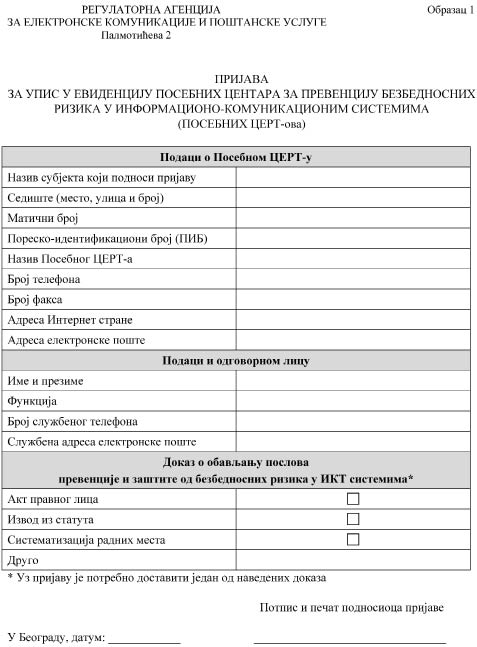 РЕГУЛАТОРНА АГЕНЦИЈА Образац 1
ЗА ЕЛЕКТРОНСКЕ КОМУНИКАЦИЈЕ И ПОШТАНСКЕ УСЛУГЕ
Палмотићева 2
ПРИЈАВА
ЗА УПИС У ЕВИДЕНЦИЈУ ПОСЕБНИХ ЦЕНТАРА ЗА ПРЕВЕНЦИЈУ БЕЗБЕДНОСНИХ
РИЗИКА У ИНФОРМАЦИОНО-КОМУНИКАЦИОНИМ СИСТЕМИМА
(ПОСЕБНИХ ЦЕРТ-ова)
Подаци о Посебном ЦЕРТ-у
Назив субјекта који подноси пријаву
Седиште (место, улица и број)
Матични број
Пореско-идентификациони број (ПИБ)
Назив Посебног ЦЕРТ-а
Број телефона
Број факса
Адреса Интернет стране
Адреса електронске поште
Подаци и одговорном лицу
Име и презиме
Функција
Број службеног телефона
Службена адреса електронске поште
Доказ о обављању послова
превенције и заштите од безбедносних ризика у ИКТ системима*
Акт правног лица
Извод из статута
Систематизација радних места
Друго
* Уз пријаву је потребно доставити један од наведених доказа
Потпис и печат подносиоца пријаве
У Београду, датум: ____________ ______________________________